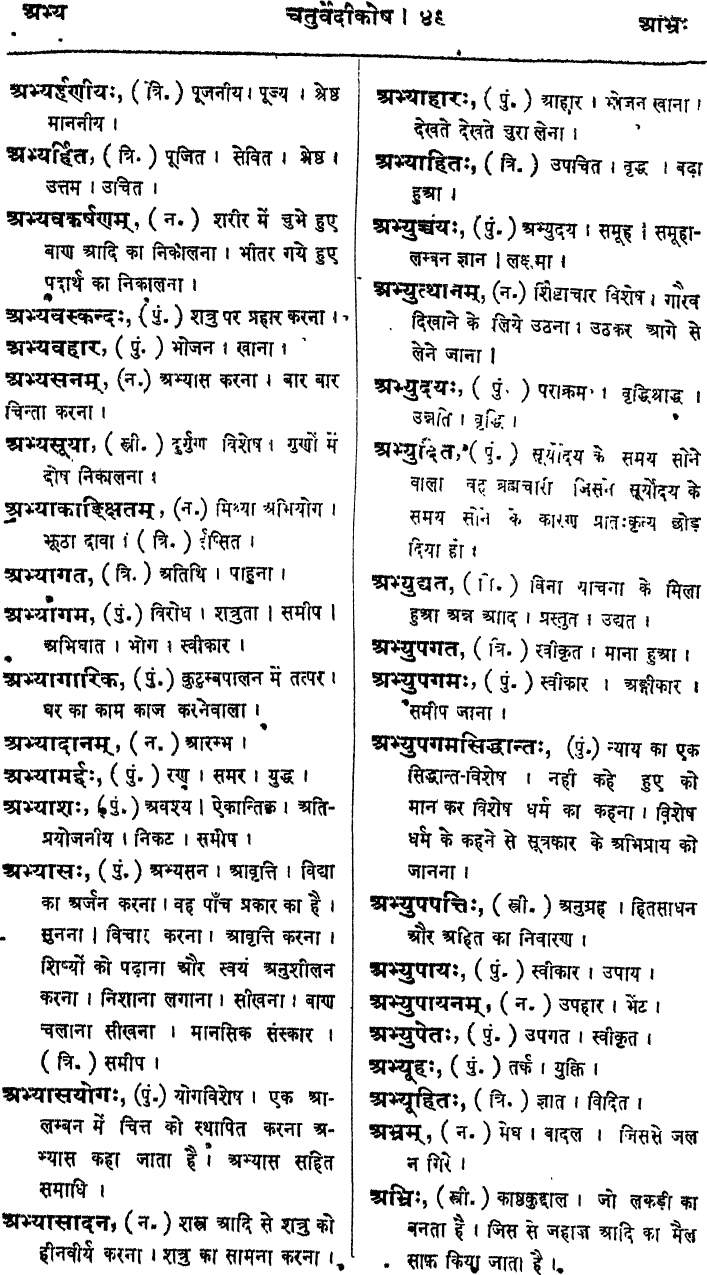 अभ्य
चतुर्वेदीकोष। ४९
अभ्यर्हणीयः, (त्रि.) पूजनीय। पूज्य । श्रेष्ठ
माननीय ।
अभ्यर्हित, (त्रि.) पूजित । सेवित । श्रेष्ठ ।
उत्तम । उचित ।
अभ्यवकर्षणम्, (न.) शरीर में चुभे हुए
बाण आदि का निकालना । भीतर गये हुए
पदार्थ का निकालना ।
अभ्यवस्कन्दः, (पुं.) शत्रु पर प्रहार करना ।
अभ्यवहार, (पुं.) भोजन । खाना ।
अभ्यसनम्, (न.) अभ्यास करना । बार बार
चिन्ता करना ।
अभ्यसूया, (स्त्री.) दुर्गुण विशेष। गुणों में
दोष निकालना ।
अभ्याकाङ्क्षितम्, (न.) मिथ्या अभियोग ।
झूठा दावा । (त्रि.) ईप्सित ।
अभ्यागत, (त्रि.) अतिथि । पाहुना ।
अभ्यागम, (पुं.) विरोध । शत्रुता । समीप ।
अभिघात । भोग । स्वीकार ।
अभ्यागारिक, (पुं.) कुटुम्बपालन में तत्पर ।
घर का काम काज करनेवाला ।
अभ्यादानम्, (न.) आरम्भ ।
अभ्यामर्द्दः, (पुं.) रण । समर । युद्ध ।
अभ्याशः, (पुं.) अवश्य । ऐकान्तिक । अति-
प्रयोजनीय । निकट । समीप ।
अभ्यासः, (पुं.) अभ्यसन । आवृत्ति । विद्या
का अर्जन करना । वह पाँच प्रकार का है ।
सुनना । विचार करना । आवृत्ति करना ।
शिष्यों को पढ़ाना और स्वयं अनुशीलन
करना । निशाना लगाना । सीखना । बाण
चलाना सीखना । मानसिक संस्कार ।
(त्रि.) समीप ।
अभ्यासयोगः, (पुं.) योगविशेष । एक आ-
लम्बन में चित्त को स्थापित करना अ-
भ्यास कहा जाता है । अभ्यास सहित
समाधि ।
अभ्यासादन, (न.) शस्त्र आदि से शत्रु को
हीनवीर्य करना । शत्रु का सामना करना ।
अभ्रिः
अभ्याहारः, (पुं.) आहार । भोजन खाना ।
देखते देखते चुरा लेना ।
अभ्याहितः, (त्रि.) उपचित । वृद्ध । बढ़ा
हुआ ।
अभ्युच्चयः, (पुं.) अभ्युदय । समूह । समूहा-
लम्बन ज्ञान । लक्ष्मी ।
अभ्युत्थानम्, (न.) शिष्टाचार विशेष । गौरव
दिखाने के लिये उठना । उठकर आगे से
लेने जाना ।
अभ्युदयः, (पुं.) पराक्रम । वृद्धिश्राद्ध ।
उन्नति । वृद्धि ।
अभ्युदित, (पुं.) सूर्योदय के समय सोने
वाला वह ब्रह्मचारी जिसने सूर्योदय के
समय सोने के कारण प्रातःकृत्य छोड़
दिया हो ।
अभ्युद्यत, (त्रि.) विना याचना के मिला
हुआ अन्न आदि । प्रस्तुत । उद्यत ।
अभ्युपगत, (त्रि.) स्वीकृत । माना हुआ ।
अभ्युपगमः, (पुं.) स्वीकार । अङ्गीकार ।
समीप जाना ।
अभ्युपगमसिद्धान्तः, (पुं.) न्याय का एक
सिद्धान्त-विशेष । नही कहे हुए को
मान कर विशेष धर्म का कहना । विशेष
धर्म के कहने से सूत्रकार के अभिप्राय को
जानना ।
अभ्युपपत्तिः, (स्त्री.) अनुग्रह । हितसाधन
और अहित का निवारण ।
अभ्युपायः, (पुं.) स्वीकार । उपाय ।
अभ्युपायनम्, (न.) उपहार । भेंट ।
अभ्युपेतः, (पुं.) उपगत । स्वीकृत ।
अभ्यूहः, (पुं.) तर्क । युक्ति ।
अभ्यूहितः, (त्रि.) ज्ञात । विदित ।
अभ्रम्, (न.) मेघ । बादल । जिससे जल
न गिरे ।
अभ्रिः, (स्त्री.) काष्ठकुद्दाल । जो लकड़ी का
बनता है । जिस से जहाज़ आदि का मैल
साफ़ किया जाता है ।